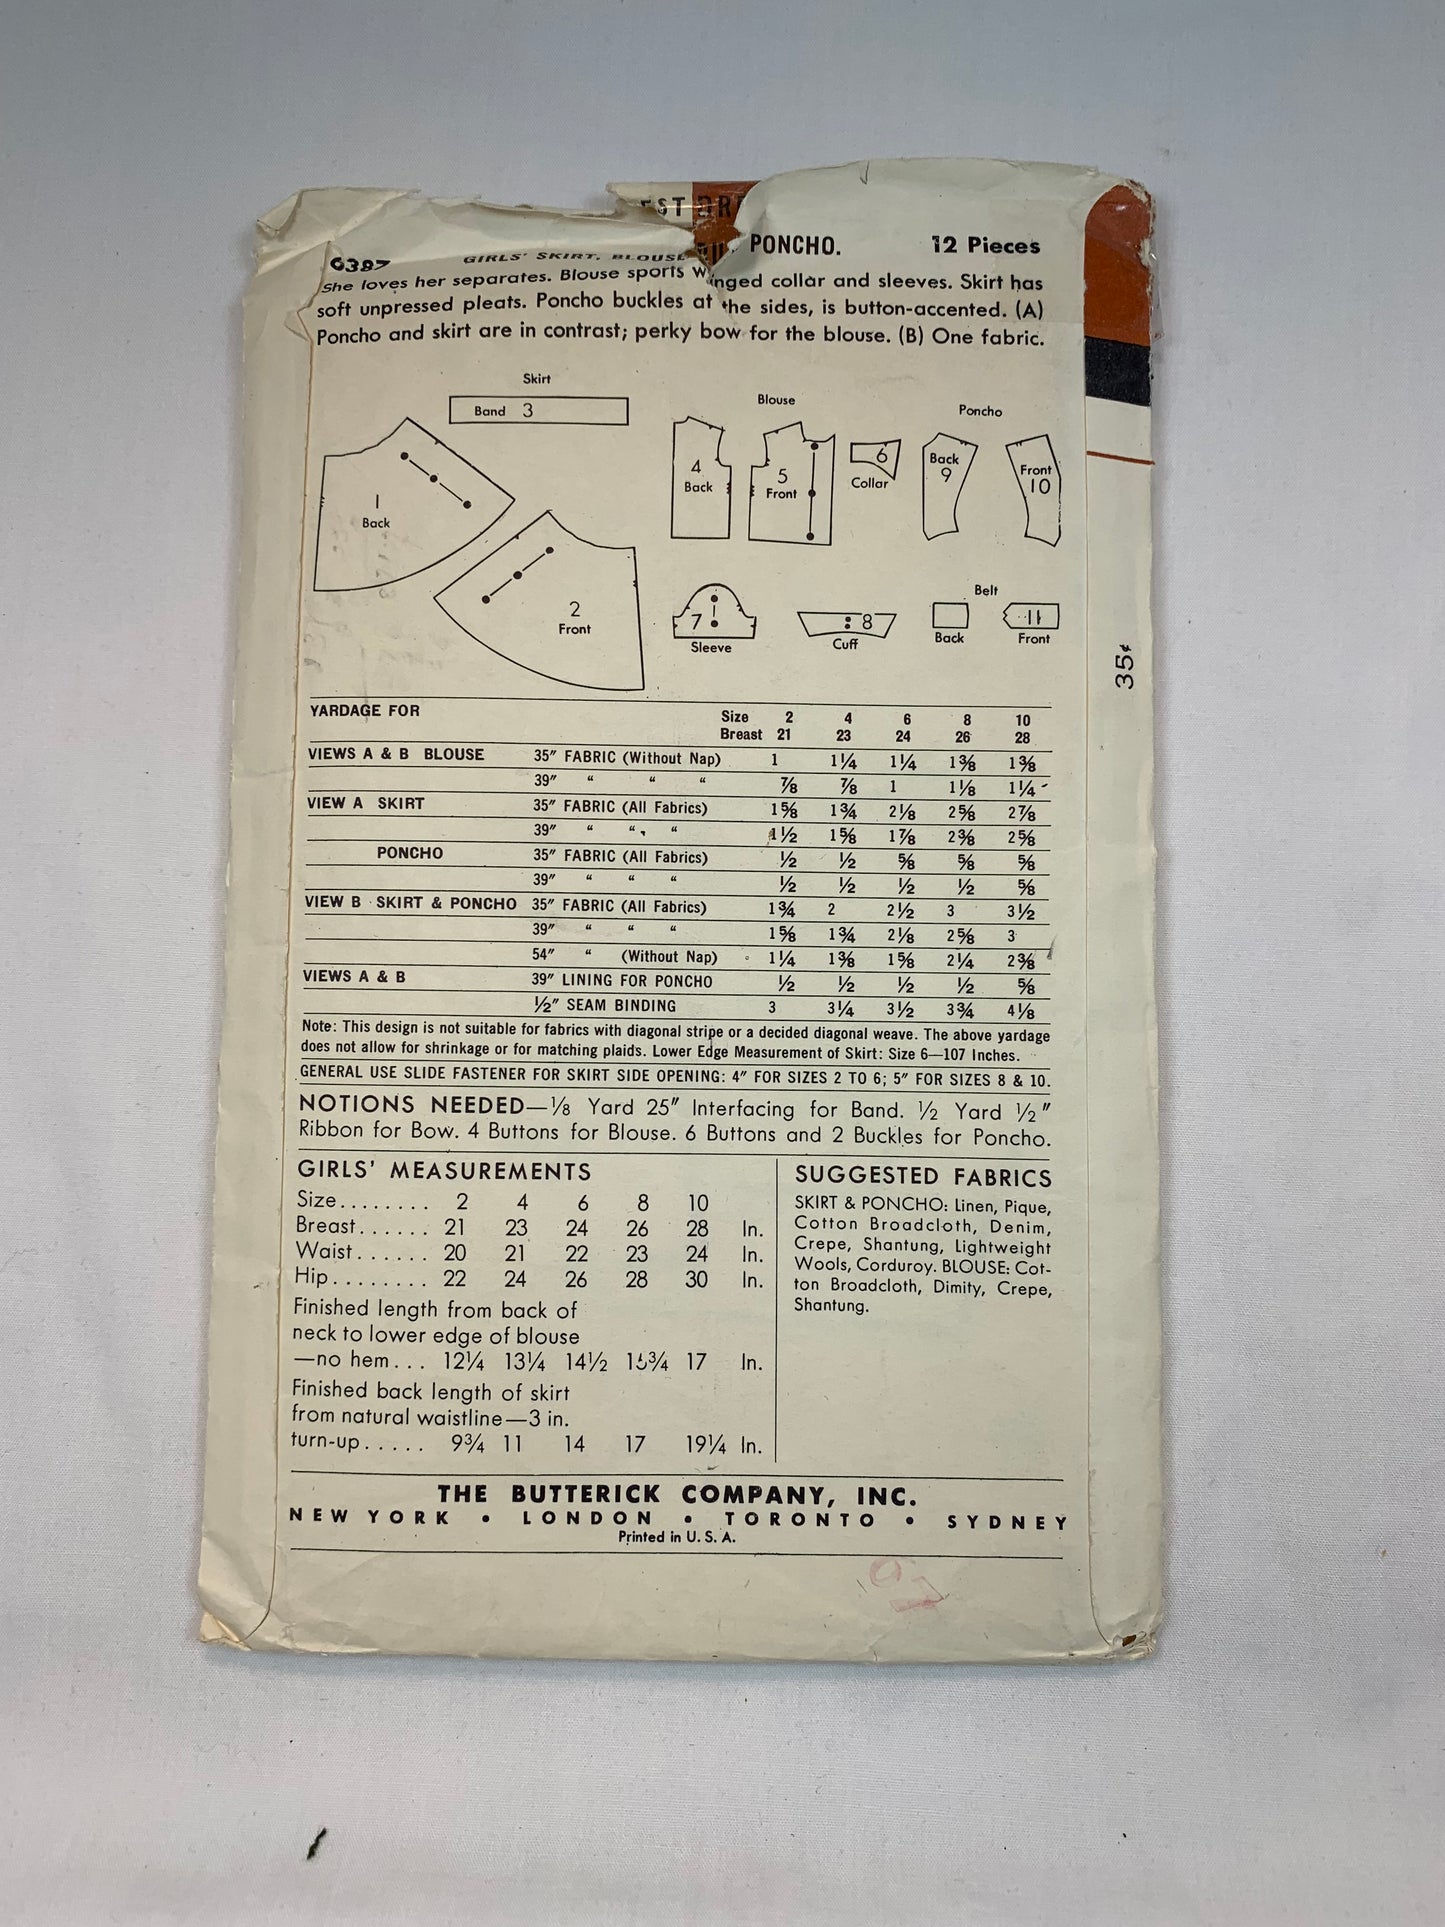 EST DRE
6387 GIRLS' SKIRT, BLOUSE PONCHO. 12 Pieces
She loves her separates. Blouse sports winged collar and sleeves. Skirt has
soft unpressed pleats. Poncho buckles at the sides, is button-accented. (A)
Poncho and skirt are in contrast; perky bow for the blouse. (B) One fabric.
Skirt
Band 3
1
Back
2
Front
Blouse
4
Back
5
Front
6
Collar
Poncho
Back
9
Front
10
7
Sleeve
8
Cuff
Belt
Back
11
Front
35¢
YARDAGE FOR Size 2 4 6 8 10
Breast 21 23 24 26 28
VIEWS A & B BLOUSE 35" FABRIC (Without Nap) 1 1¼ 1¼ 1⅜ 1⅜
39" " " " ⅞ ⅞ 1 1⅛ 1¼
VIEW A SKIRT 35" FABRIC (All Fabrics) 1⅝ 1¾ 2⅛ 2⅝ 2⅞
39" " " " 1½ 1⅝ 1⅞ 2⅜ 2⅝
PONCHO 35" FABRIC (All Fabrics) ½ ½ ⅝ ⅝ ⅝
39" " " " ½ ½ ½ ½ ⅝
VIEW B SKIRT & PONCHO 35" FABRIC (All Fabrics) 1¾ 2 2½ 3 3½
39" " " " 1⅝ 1¾ 2⅛ 2⅝ 3
54" " (Without Nap) 1¼ 1⅜ 1⅝ 2¼ 2⅜
VIEWS A & B 39" LINING FOR PONCHO ½ ½ ½ ½ ⅝
½" SEAM BINDING 3 3¼ 3½ 3¾ 4⅛
Note: This design is not suitable for fabrics with diagonal stripe or a decided diagonal weave. The above yardage
does not allow for shrinkage or for matching plaids. Lower Edge Measurement of Skirt: Size 6—107 Inches.
GENERAL USE SLIDE FASTENER FOR SKIRT SIDE OPENING: 4" FOR SIZES 2 TO 6; 5" FOR SIZES 8 & 10.
NOTIONS NEEDED—⅛ Yard 25" Interfacing for Band. ½ Yard ½"
Ribbon for Bow. 4 Buttons for Blouse. 6 Buttons and 2 Buckles for Poncho.
GIRLS' MEASUREMENTS
Size........ 2 4 6 8 10
Breast...... 21 23 24 26 28 In.
Waist...... 20 21 22 23 24 In.
Hip........ 22 24 26 28 30 In.
Finished length from back of
neck to lower edge of blouse
—no hem... 12¼ 13¼ 14½ 15¾ 17 In.
Finished back length of skirt
from natural waistline—3 in.
turn-up..... 9¾ 11 14 17 19¼ In.
SUGGESTED FABRICS
SKIRT & PONCHO: Linen, Pique,
Cotton Broadcloth, Denim,
Crepe, Shantung, Lightweight
Wools, Corduroy. BLOUSE: Cot-
ton Broadcloth, Dimity, Crepe,
Shantung.
THE BUTTERICK COMPANY, INC.
NEW YORK • LONDON • TORONTO • SYDNEY
Printed in U. S. A.